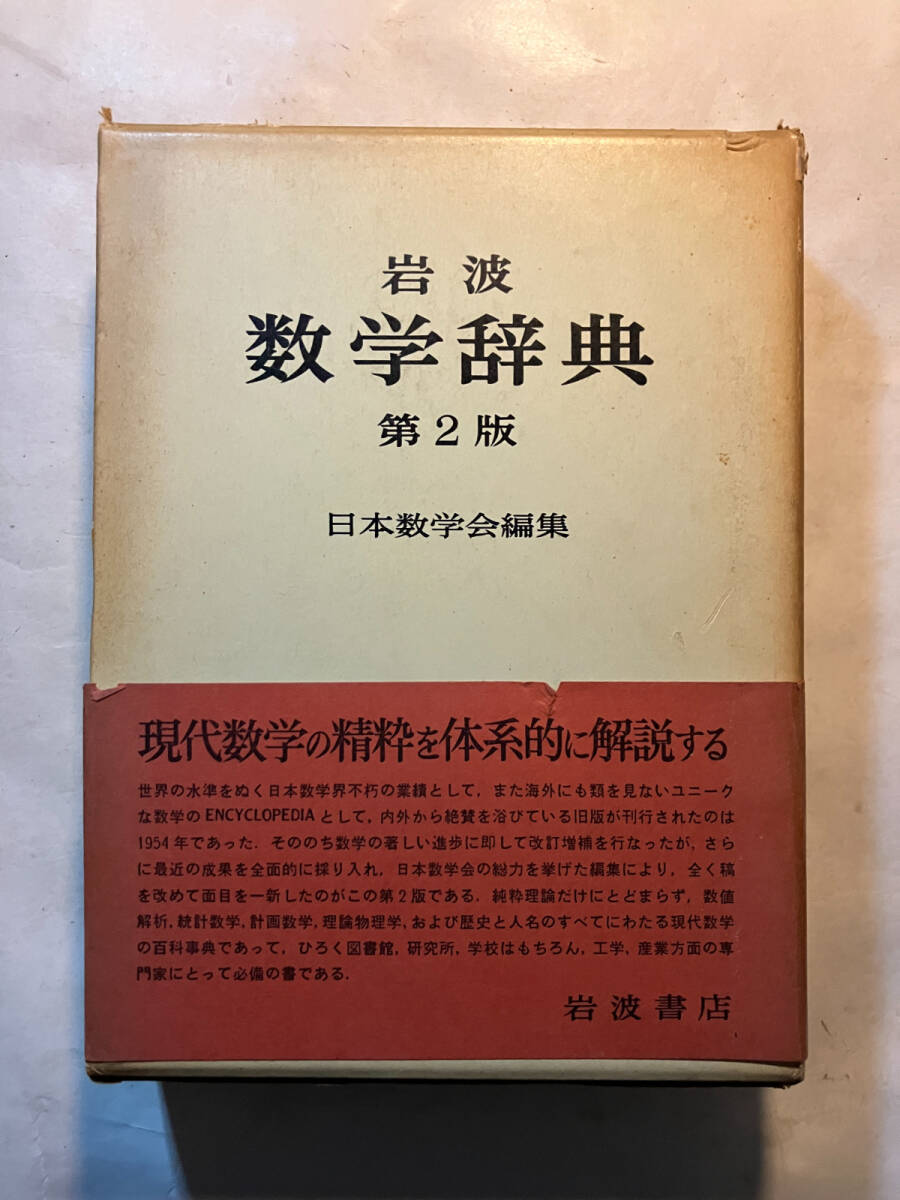 岩波
数学辞典
第2版
日本数学会編集
現代数学の精粋を体系的に解説する
世界の水準をぬく日本数学界不朽の業績として，また海外にも類を見ないユニーク
な数学の ENCYCLOPEDIA として，内外から絶賛を浴びている旧版が刊行されたのは
1954年であった．そののち数学の著しい進歩に即して改訂増補を行なったが，さら
に最近の成果を全面的に採り入れ，日本数学会の総力を挙げた編集により，全く稿
を改めて面目を一新したのがこの第2版である．純粋理論だけにとどまらず，数値
解析，統計数学，計画数学，理論物理学，および歴史と人名のすべてにわたる現代数学
の百科事典であって，ひろく図書館，研究所，学校はもちろん，工学、産業方面の専
門家にとって必備の書である．
岩波書店